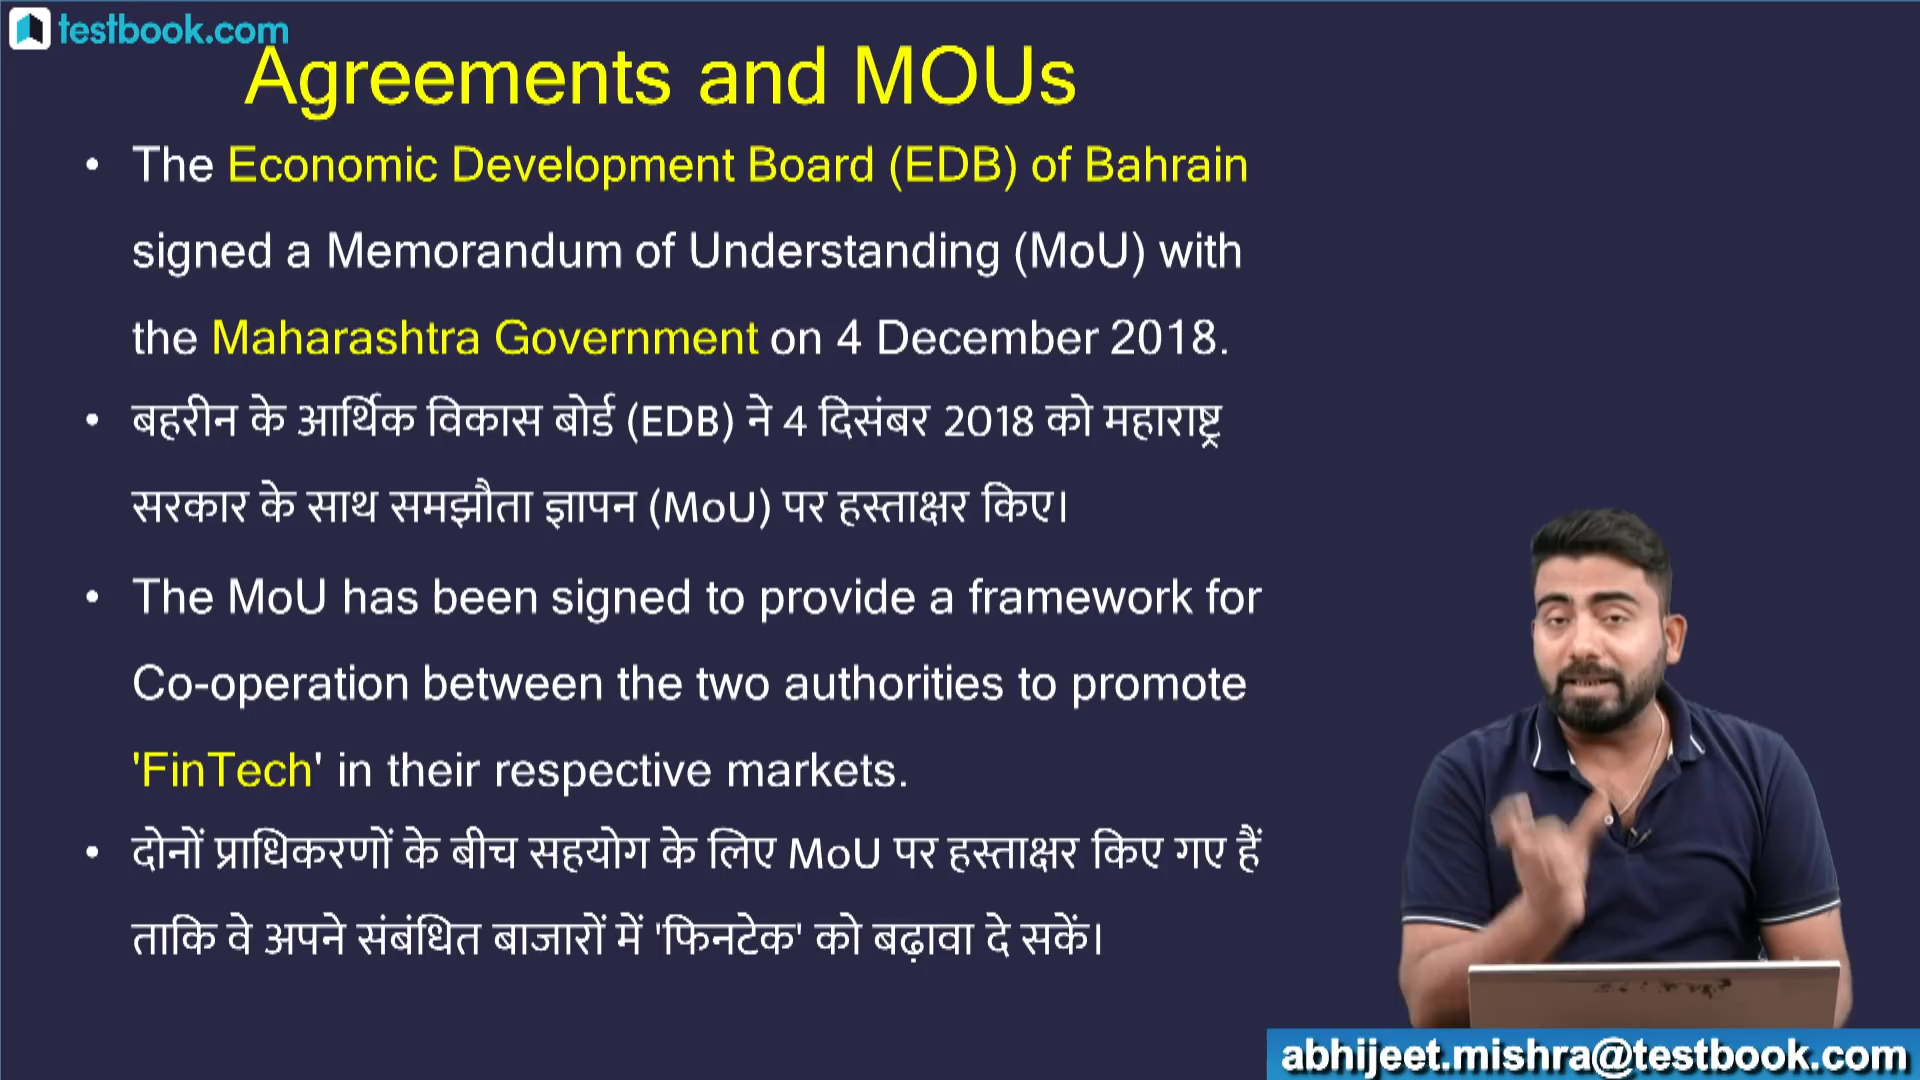 testbook.com
Agreements and MOUs
• The Economic Development Board (EDB) of Bahrain
signed a Memorandum of Understanding (MoU) with
the Maharashtra Government on 4 December 2018.
• बहरीन के आर्थिक विकास बोर्ड (EDB) ने 4 दिसंबर 2018 को महाराष्ट्र
सरकार के साथ समझौता ज्ञापन (MoU) पर हस्ताक्षर किए।
• The MoU has been signed to provide a framework for
Co-operation between the two authorities to promote
'FinTech' in their respective markets.
• दोनों प्राधिकरणों के बीच सहयोग के लिए MoU पर हस्ताक्षर किए गए हैं
ताकि वे अपने संबंधित बाजारों में 'फिनटेक' को बढ़ावा दे सकें।
abhijeet.mishra@testbook.com